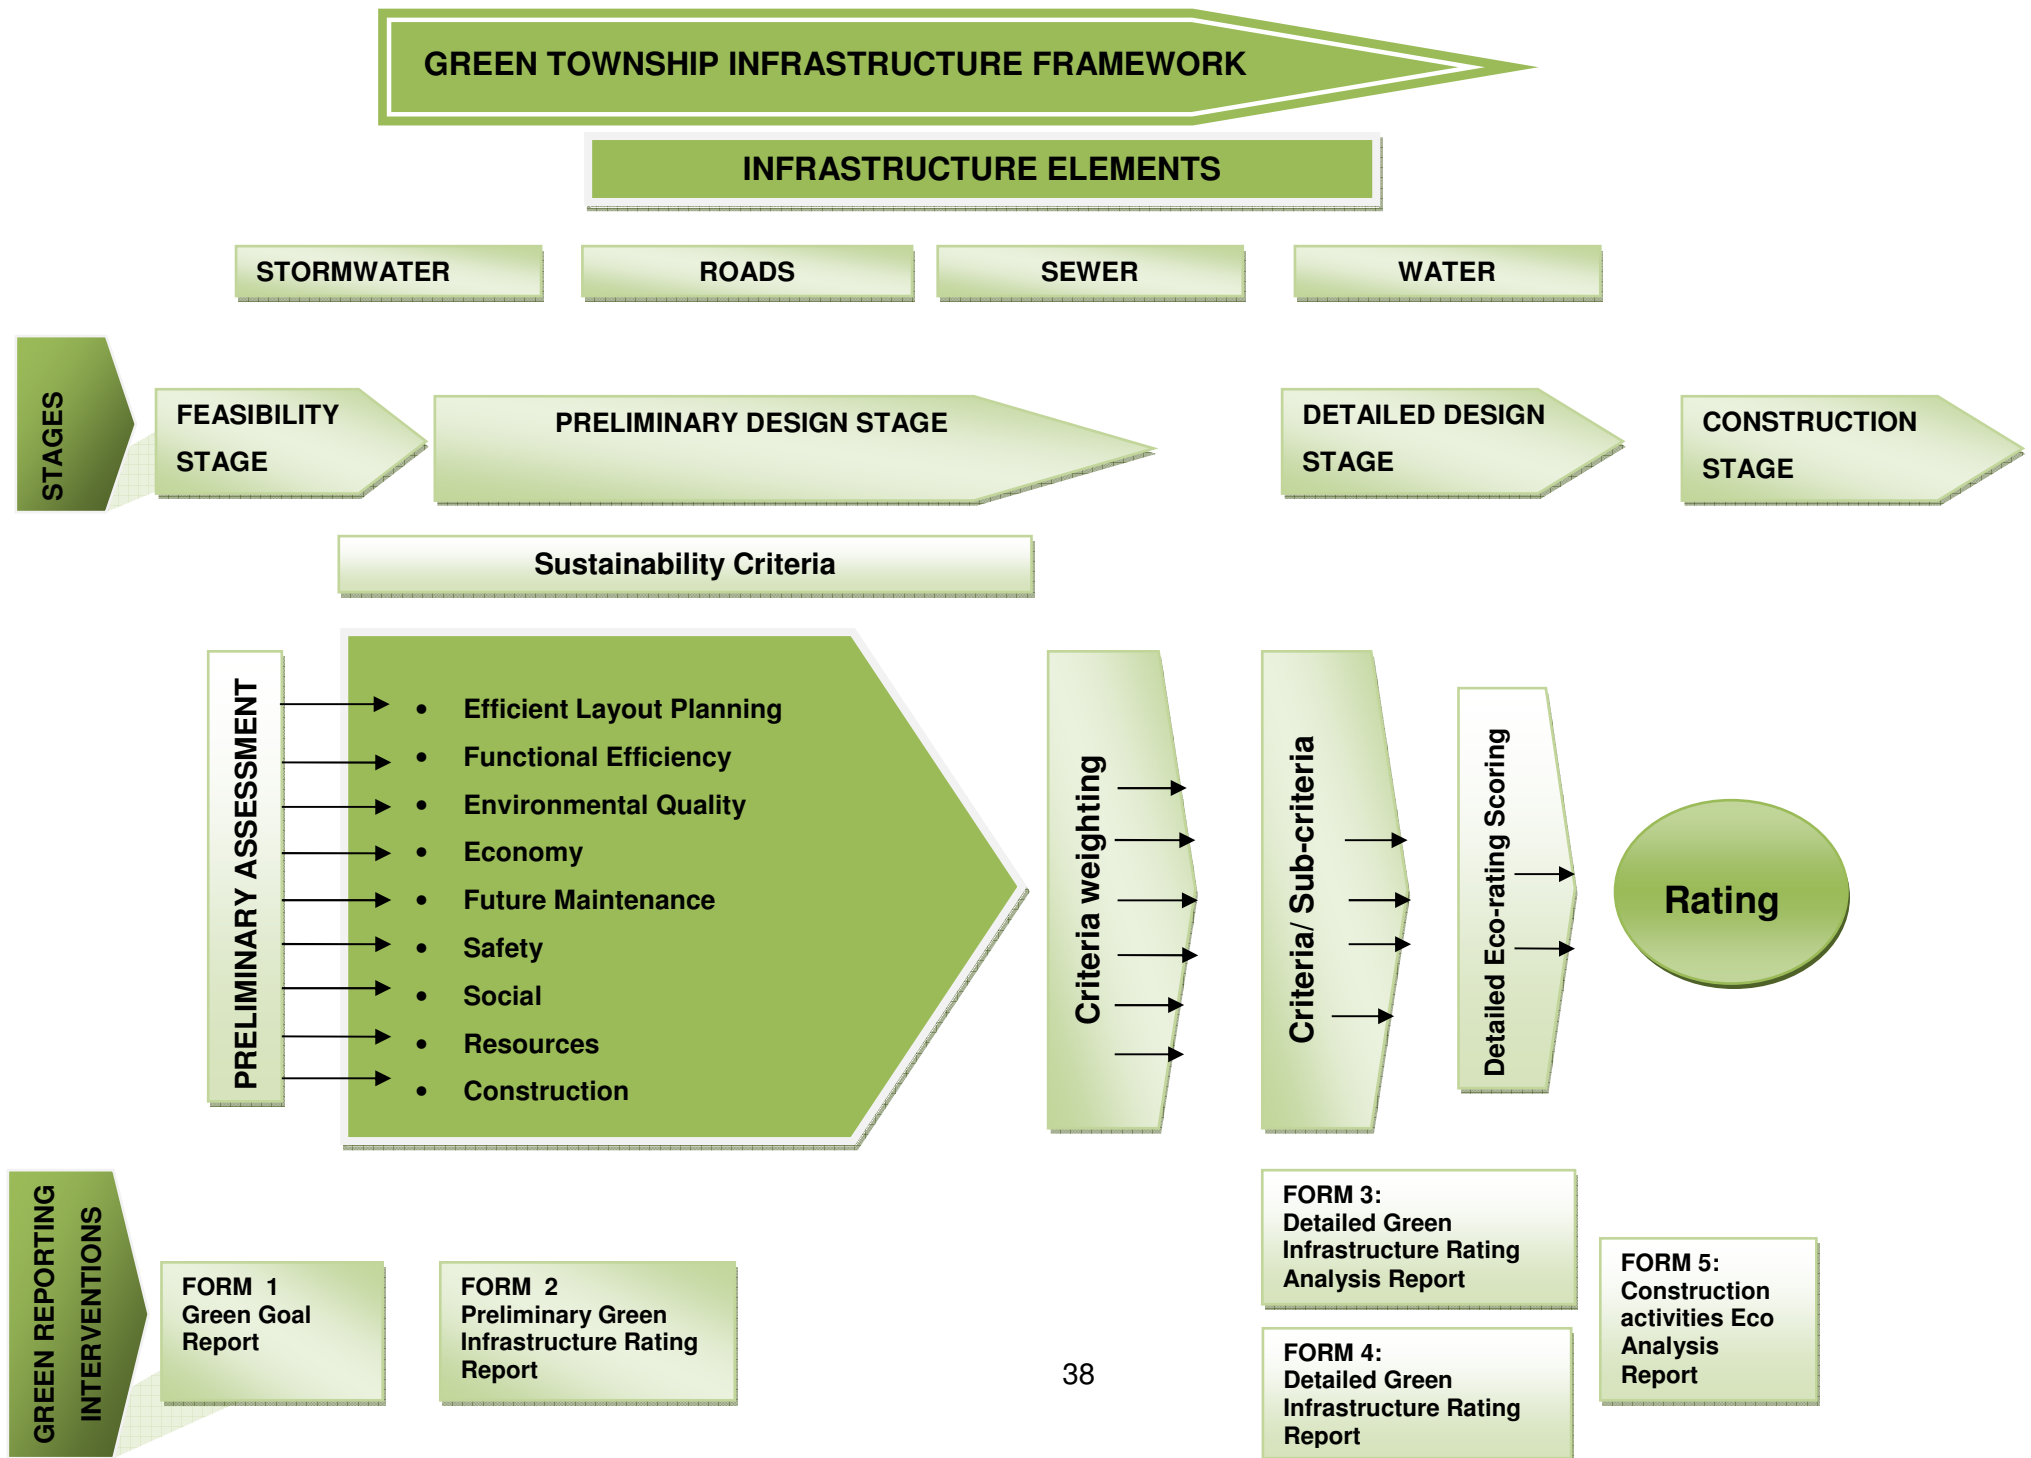 GREEN TOWNSHIP INFRASTRUCTURE FRAMEWORK
INFRASTRUCTURE ELEMENTS
STORMWATER
ROADS
SEWER
WATER
STAGES
FEASIBILITY
STAGE
PRELIMINARY DESIGN STAGE
DETAILED DESIGN
STAGE
CONSTRUCTION
STAGE
Sustainability Criteria
PRELIMINARY ASSESSMENT
• Efficient Layout Planning
• Functional Efficiency
• Environmental Quality
• Economy
• Future Maintenance
• Safety
• Social
• Resources
• Construction
Criteria weighting
Criteria/ Sub-criteria
Detailed Eco-rating Scoring
Rating
GREEN REPORTING
INTERVENTIONS
FORM 1
Green Goal
Report
FORM 2
Preliminary Green
Infrastructure Rating
Report
FORM 3:
Detailed Green
Infrastructure Rating
Analysis Report
FORM 4:
Detailed Green
Infrastructure Rating
Report
FORM 5:
Construction
activities Eco
Analysis
Report
38